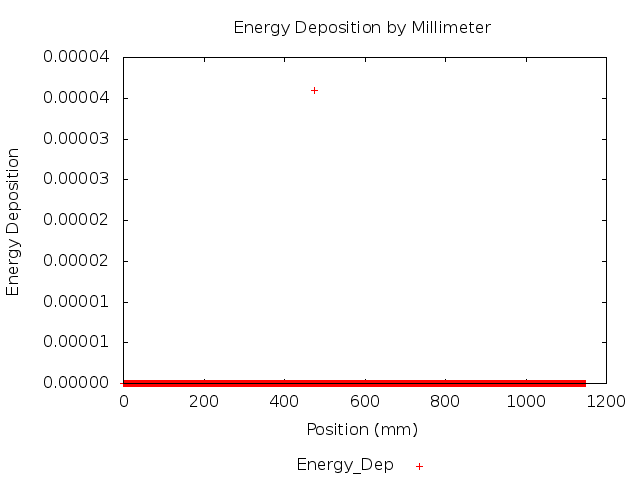 Energy Deposition by Millimeter
0.00004
0.00004
0.00003
0.00003
0.00002
0.00002
0.00001
0.00001
0.00000
Energy Deposition
0 200 400 600 800 1000 1200
Position (mm)
Energy_Dep